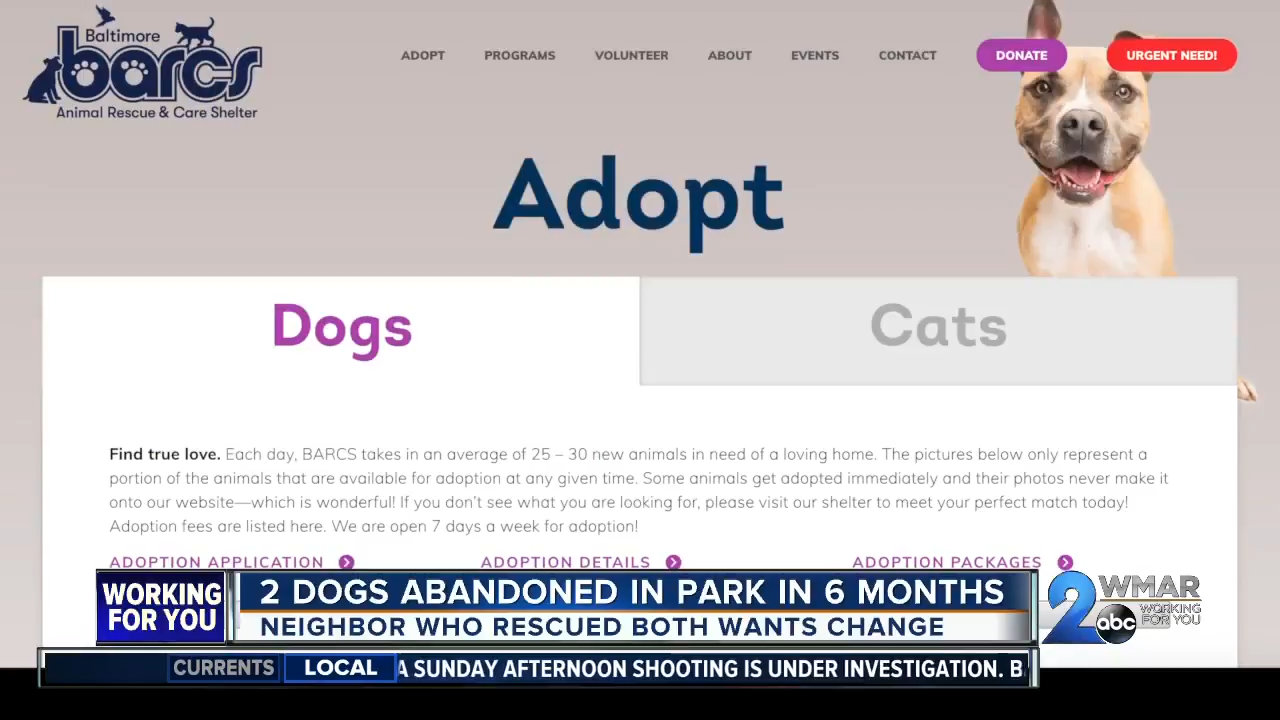 Baltimore
barcs
Animal Rescue & Care Shelter
ADOPT PROGRAMS VOLUNTEER ABOUT EVENTS CONTACT DONATE URGENT NEED!
Adopt
Dogs Cats
Find true love. Each day, BARCS takes in an average of 25 – 30 new animals in need of a loving home. The pictures below only represent a
portion of the animals that are available for adoption at any given time. Some animals get adopted immediately and their photos never make it
onto our website—which is wonderful! If you don't see what you are looking for, please visit our shelter to meet your perfect match today!
Adoption fees are listed here. We are open 7 days a week for adoption!
ADOPTION APPLICATION ADOPTION DETAILS ADOPTION PACKAGES
WORKING
FOR YOU
2 DOGS ABANDONED IN PARK IN 6 MONTHS
NEIGHBOR WHO RESCUED BOTH WANTS CHANGE
2 abc WMAR
WORKING
FOR YOU
CURRENTS LOCAL A SUNDAY AFTERNOON SHOOTING IS UNDER INVESTIGATION. B